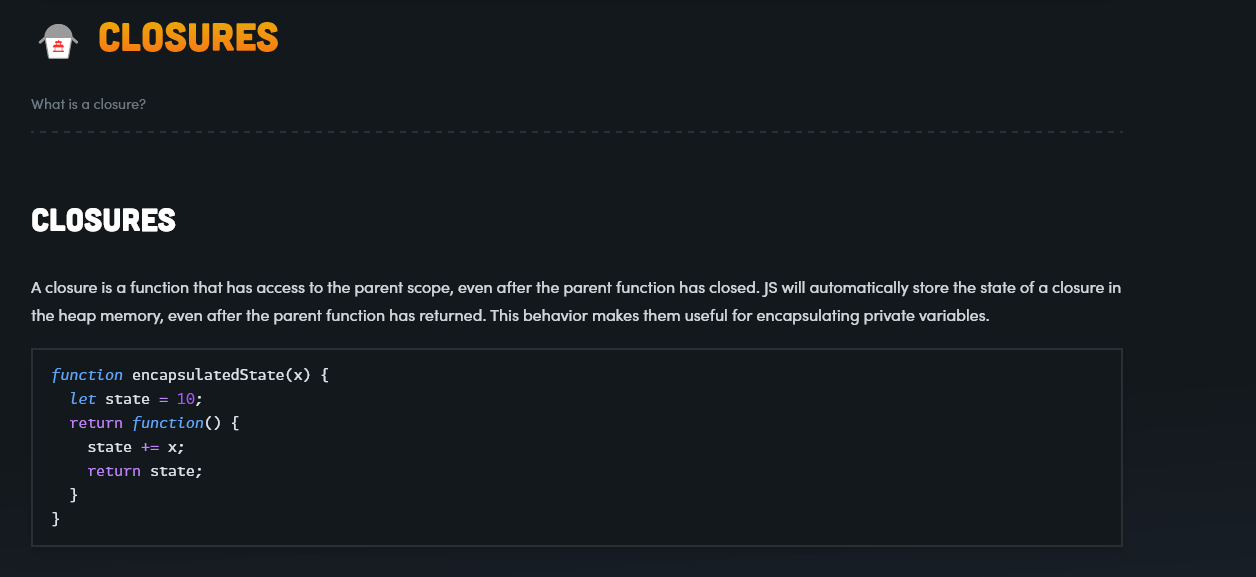 CLOSURES
What is a closure?
CLOSURES
A closure is a function that has access to the parent scope, even after the parent function has closed. JS will automatically store the state of a closure in
the heap memory, even after the parent function has returned. This behavior makes them useful for encapsulating private variables.
function encapsulatedState(x) {
  let state = 10;
  return function() {
    state += x;
    return state;
  }
}